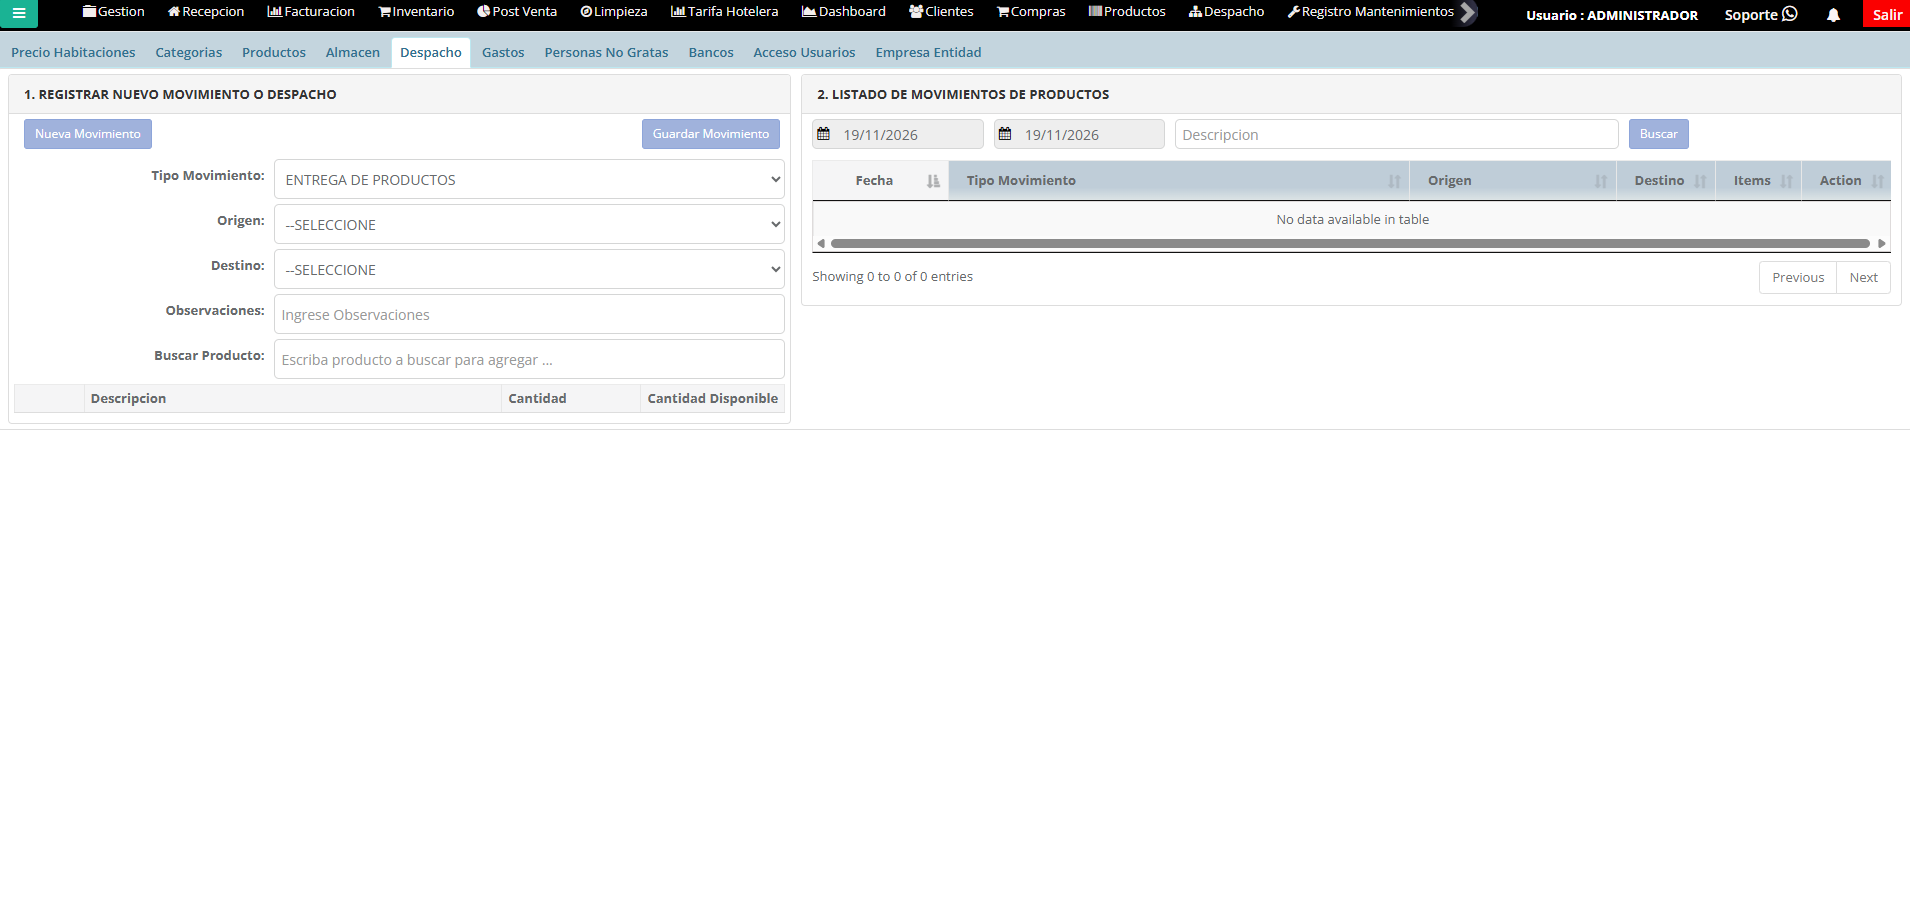 Gestion Recepcion Facturacion Inventario Post Venta Limpieza Tarifa Hotelera Dashboard Clientes Compras Productos Despacho Registro Mantenimientos Usuario : ADMINISTRADOR Soporte Salir
Precio Habitaciones Categorias Productos Almacen Despacho Gastos Personas No Gratas Bancos Acceso Usuarios Empresa Entidad
1. REGISTRAR NUEVO MOVIMIENTO O DESPACHO
Nueva Movimiento Guardar Movimiento
Tipo Movimiento: ENTREGA DE PRODUCTOS
Origen: --SELECCIONE
Destino: --SELECCIONE
Observaciones: Ingrese Observaciones
Buscar Producto: Escriba producto a buscar para agregar ...
Descripcion Cantidad Cantidad Disponible
2. LISTADO DE MOVIMIENTOS DE PRODUCTOS
19/11/2026 19/11/2026 Descripcion Buscar
Fecha Tipo Movimiento Origen Destino Items Action
No data available in table
Showing 0 to 0 of 0 entries
Previous Next